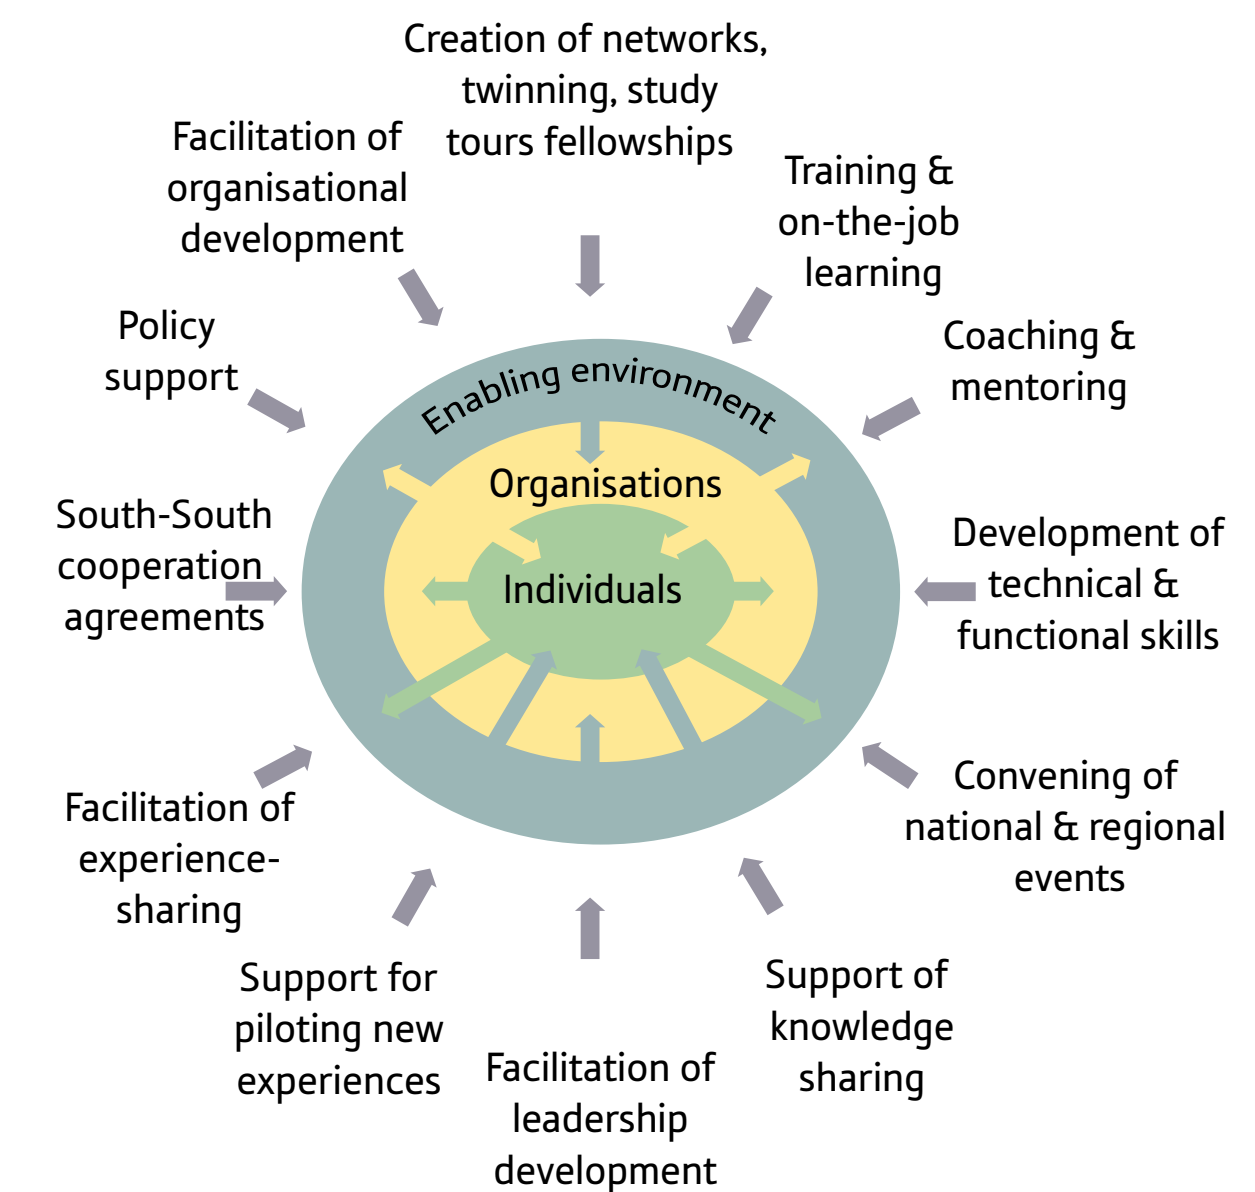 Creation of networks,
twinning, study
tours fellowships
Facilitation of
organisational
development
Training &
on-the-job
learning
Policy
support
Coaching &
mentoring
Enabling environment
Organisations
Individuals
South-South
cooperation
agreements
Development of
technical &
functional skills
Facilitation of
experience-
sharing
Convening of
national & regional
events
Support for
piloting new
experiences
Facilitation of
leadership
development
Support of
knowledge
sharing